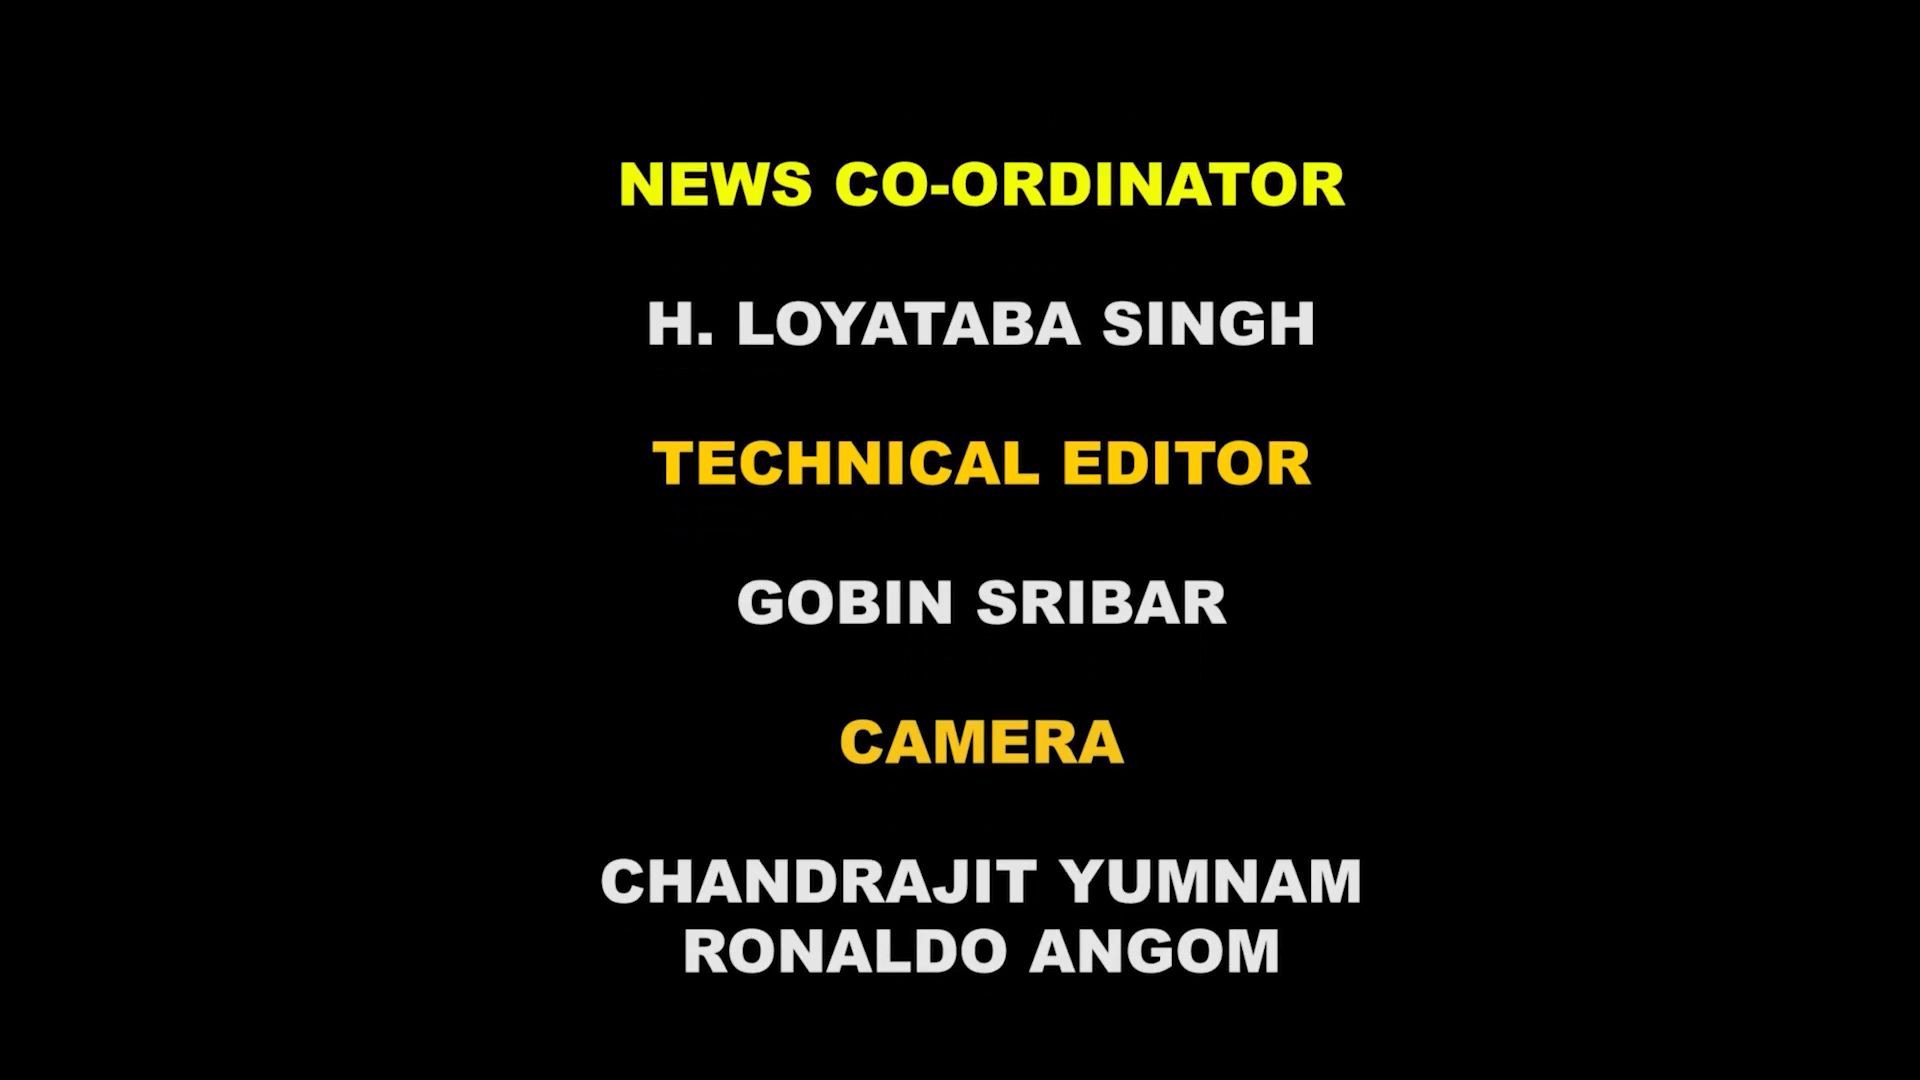 NEWS CO-ORDINATOR
H. LOYATABA SINGH
TECHNICAL EDITOR
GOBIN SRIBAR
CAMERA
CHANDRAJIT YUMNAM
RONALDO ANGOM